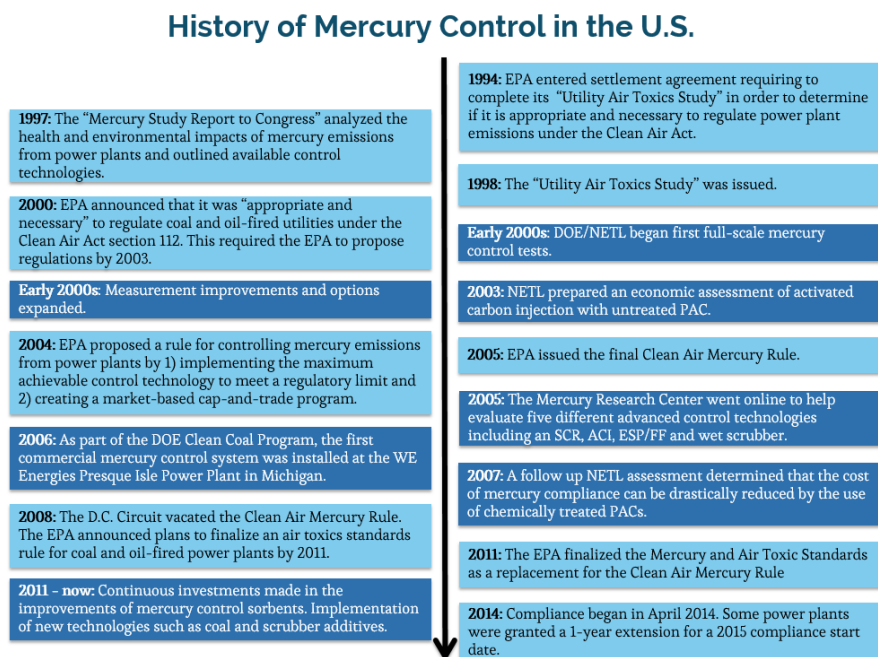 History of Mercury Control in the U.S.
1994: EPA entered settlement agreement requiring to
complete its “Utility Air Toxics Study” in order to determine
if it is appropriate and necessary to regulate power plant
emissions under the Clean Air Act.
1997: The “Mercury Study Report to Congress” analyzed the
health and environmental impacts of mercury emissions
from power plants and outlined available control
technologies.
1998: The “Utility Air Toxics Study” was issued.
2000: EPA announced that it was “appropriate and
necessary” to regulate coal and oil-fired utilities under the
Clean Air Act section 112. This required the EPA to propose
regulations by 2003.
Early 2000s: DOE/NETL began first full-scale mercury
control tests.
Early 2000s: Measurement improvements and options
expanded.
2003: NETL prepared an economic assessment of activated
carbon injection with untreated PAC.
2004: EPA proposed a rule for controlling mercury emissions
from power plants by 1) implementing the maximum
achievable control technology to meet a regulatory limit and
2) creating a market-based cap-and-trade program.
2005: EPA issued the final Clean Air Mercury Rule.
2005: The Mercury Research Center went online to help
evaluate five different advanced control technologies
including an SCR, ACI, ESP/FF and wet scrubber.
2006: As part of the DOE Clean Coal Program, the first
commercial mercury control system was installed at the WE
Energies Presque Isle Power Plant in Michigan.
2007: A follow up NETL assessment determined that the cost
of mercury compliance can be drastically reduced by the use
of chemically treated PACs.
2008: The D.C. Circuit vacated the Clean Air Mercury Rule.
The EPA announced plans to finalize an air toxics standards
rule for coal and oil-fired power plants by 2011.
2011: The EPA finalized the Mercury and Air Toxic Standards
as a replacement for the Clean Air Mercury Rule
2011 – now: Continuous investments made in the
improvements of mercury control sorbents. Implementation
of new technologies such as coal and scrubber additives.
2014: Compliance began in April 2014. Some power plants
were granted a 1-year extension for a 2015 compliance start
date.